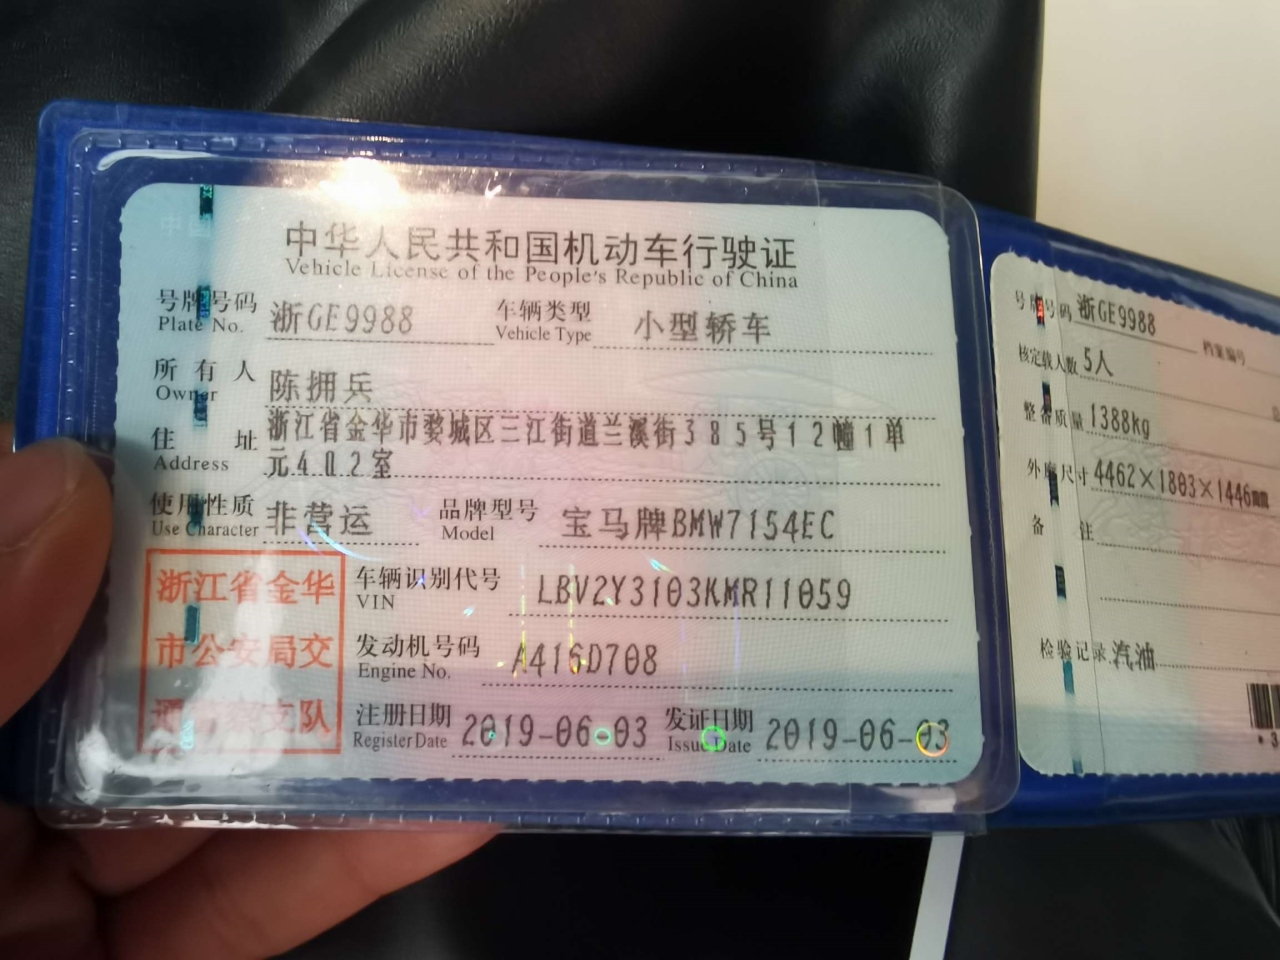 中华人民共和国机动车行驶证
Vehicle License of the People's Republic of China
号牌号码 浙GE9988 车辆类型 小型轿车
Plate No. Vehicle Type
所有人 陈拥兵
Owner
住址 浙江省金华市婺城区三江街道兰溪街385号12幢1单
Address 元402室
使用性质 非营运 品牌型号 宝马牌BMW7154EC
Use Character Model
浙江省金华
市公安局交
通警察支队
车辆识别代号 LBV2Y3103KMR11059
VIN
发动机号码 A416D708
Engine No.
注册日期 2019-06-03 发证日期 2019-06-03
Register Date Issue Date
号牌号码 浙GE9988 档案编号
核定载人数 5人
整备质量 1388kg
外廓尺寸 4462×1803×1446mm
备注
检验记录 汽油